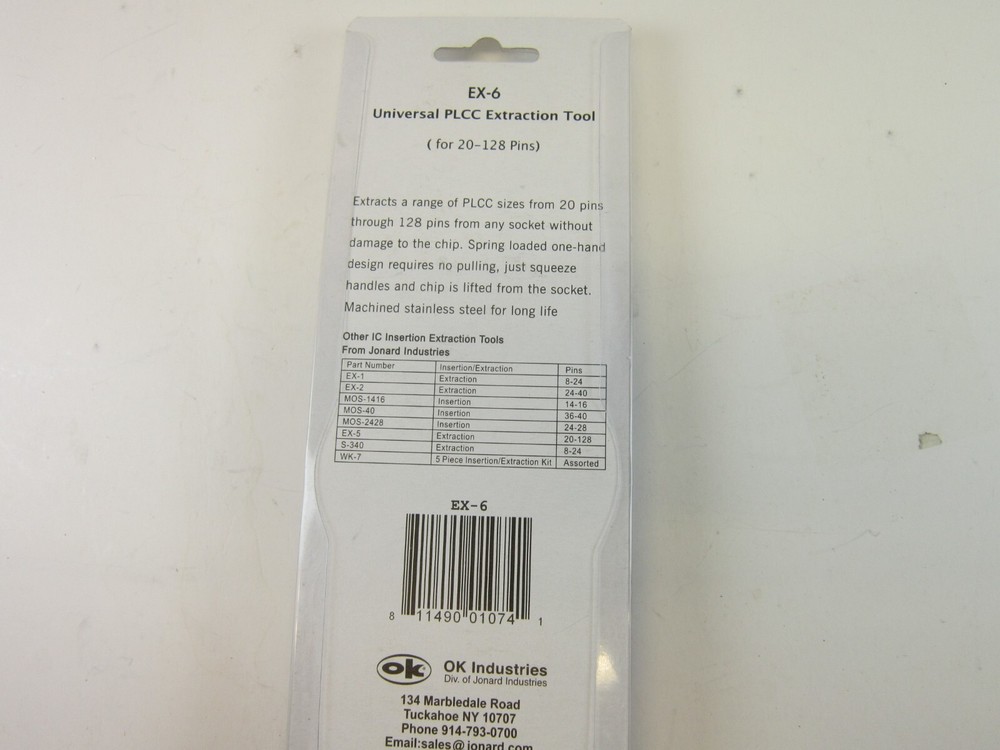 EX-6
Universal PLCC Extraction Tool
( for 20-128 Pins)
Extracts a range of PLCC sizes from 20 pins
through 128 pins from any socket without
damage to the chip. Spring loaded one-hand
design requires no pulling, just squeeze
handles and chip is lifted from the socket.
Machined stainless steel for long life
Other IC Insertion Extraction Tools
From Jonard Industries
Part Number Insertion/Extraction Pins
EX-1 Extraction 8-24
EX-2 Extraction 24-40
MOS-1416 Insertion 14-16
MOS-40 Insertion 36-40
MOS-2428 Insertion 24-28
EX-5 Extraction 20-128
S-340 Extraction 8-24
WK-7 5 Piece Insertion/Extraction Kit Assorted
EX-6
8 11490 01074 1
ok OK Industries
Div. of Jonard Industries
134 Marbledale Road
Tuckahoe NY 10707
Phone 914-793-0700
Email:sales@jonard.com